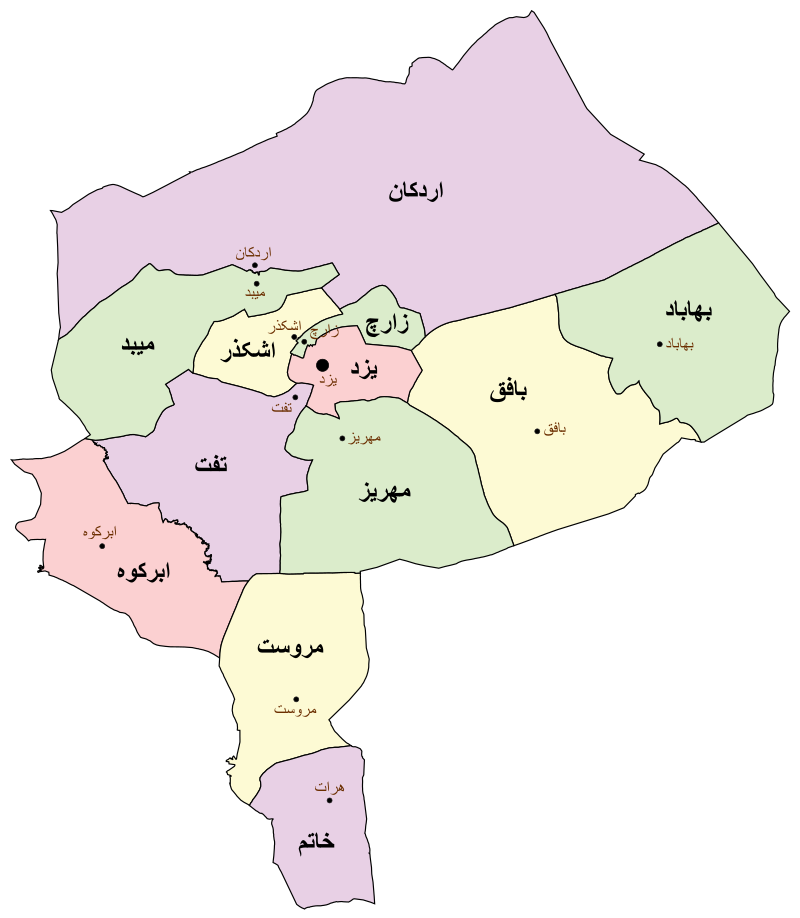 اردکان
اردکان
میبد
بهاباد
بهاباد
زارچ
زارچ
اشکذر
اشکذر
میبد
یزد
یزد
بافق
بافق
تفت
تفت
مهریز
مهریز
ابرکوه
ابرکوه
مروست
مروست
هرات
خاتم